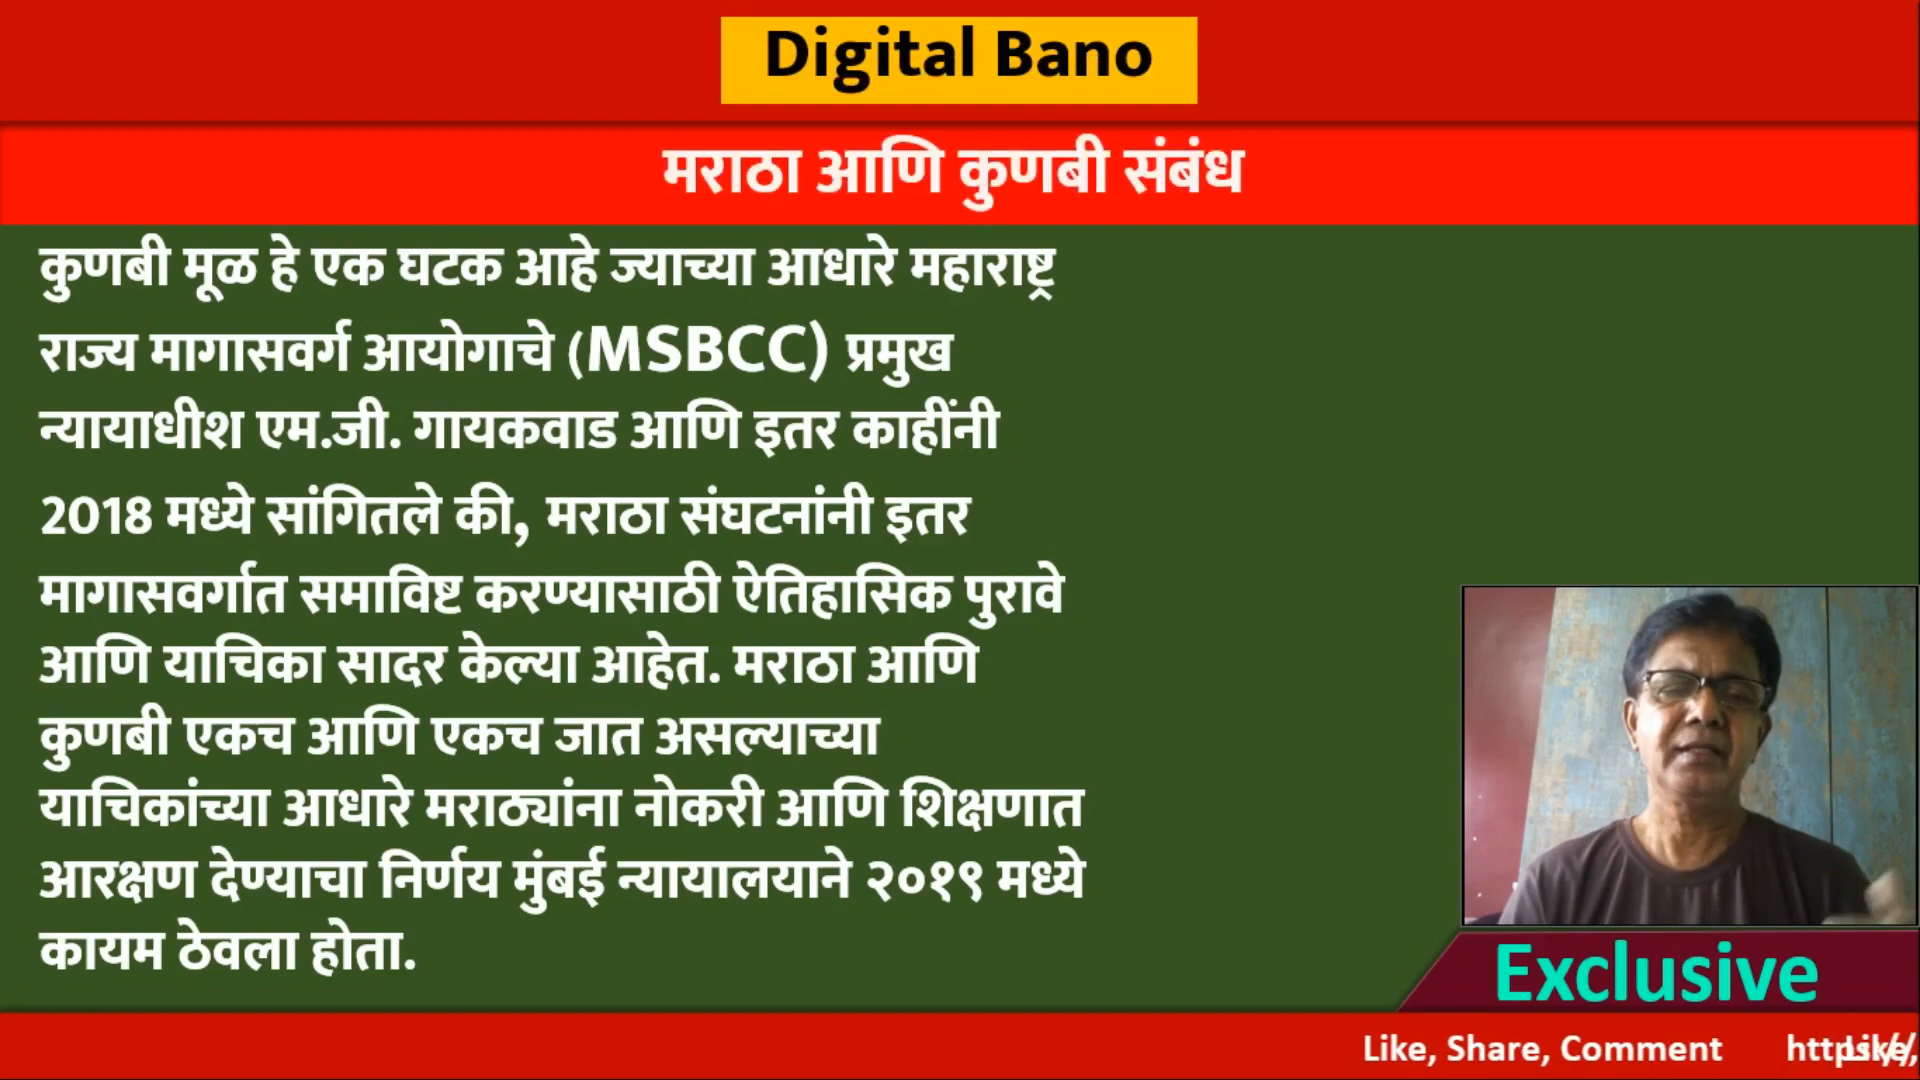 Digital Bano
मराठा आणि कुणबी संबंध
कुणबी मूळ हे एक घटक आहे ज्याच्या आधारे महाराष्ट्र
राज्य मागासवर्ग आयोगाचे (MSBCC) प्रमुख
न्यायाधीश एम.जी. गायकवाड आणि इतर काहींनी
2018 मध्ये सांगितले की, मराठा संघटनांनी इतर
मागासवर्गात समाविष्ट करण्यासाठी ऐतिहासिक पुरावे
आणि याचिका सादर केल्या आहेत. मराठा आणि
कुणबी एकच आणि एकच जात असल्याच्या
याचिकांच्या आधारे मराठ्यांना नोकरी आणि शिक्षणात
आरक्षण देण्याचा निर्णय मुंबई न्यायालयाने २०१९ मध्ये
कायम ठेवला होता.
Exclusive
Like, Share, Comment